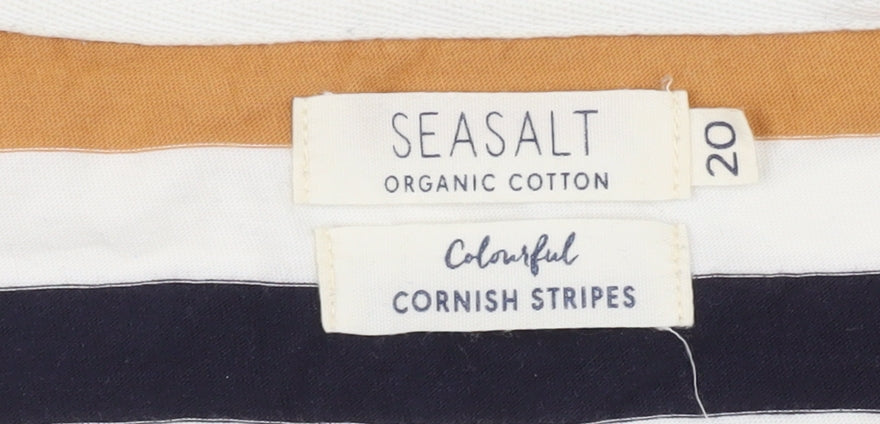 SEASALT
ORGANIC COTTON
20
Colourful
CORNISH STRIPES